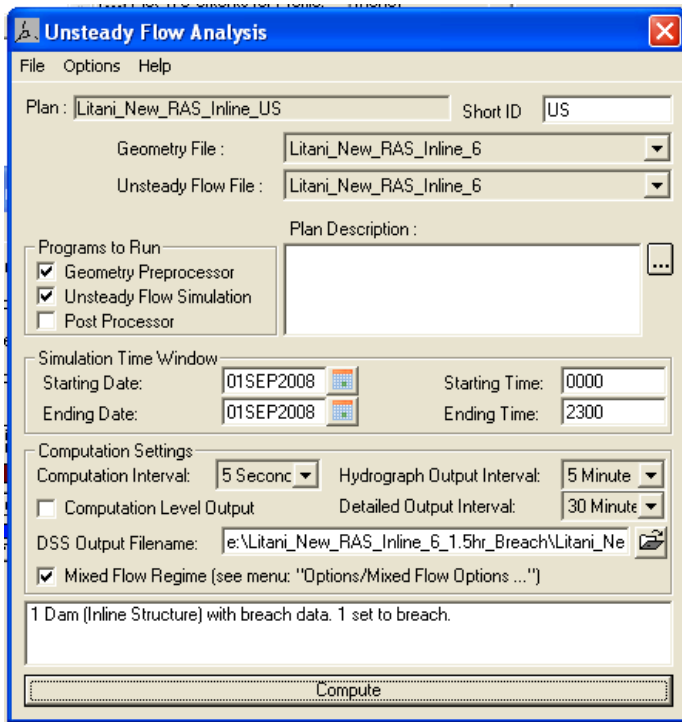 Unsteady Flow Analysis
File Options Help
Plan : Litani_New_RAS_Inline_US Short ID US
Geometry File : Litani_New_RAS_Inline_6
Unsteady Flow File : Litani_New_RAS_Inline_6
Plan Description :
Programs to Run
Geometry Preprocessor
Unsteady Flow Simulation
Post Processor
...
Simulation Time Window
Starting Date: 01SEP2008 Starting Time: 0000
Ending Date: 01SEP2008 Ending Time: 2300
Computation Settings
Computation Interval: 5 Second Hydrograph Output Interval: 5 Minute
Computation Level Output Detailed Output Interval: 30 Minute
DSS Output Filename: e:\Litani_New_RAS_Inline_6_1.5hr_Breach\Litani_Ne
Mixed Flow Regime (see menu: "Options/Mixed Flow Options ...")
1 Dam (Inline Structure) with breach data. 1 set to breach.
Compute